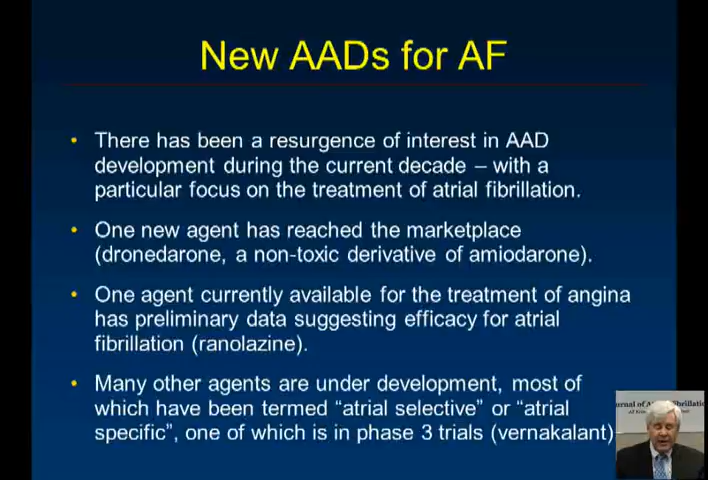 New AADs for AF
• There has been a resurgence of interest in AAD
development during the current decade – with a
particular focus on the treatment of atrial fibrillation.
• One new agent has reached the marketplace
(dronedarone, a non-toxic derivative of amiodarone).
• One agent currently available for the treatment of angina
has preliminary data suggesting efficacy for atrial
fibrillation (ranolazine).
• Many other agents are under development, most of
which have been termed “atrial selective” or “atrial
specific”, one of which is in phase 3 trials (vernakalant)